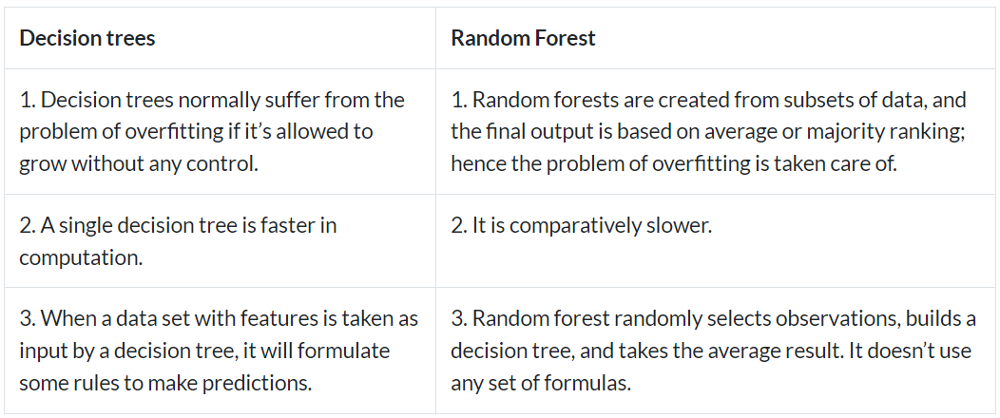 Decision trees
Random Forest
1. Decision trees normally suffer from the
problem of overfitting if it’s allowed to
grow without any control.
1. Random forests are created from subsets of data, and
the final output is based on average or majority ranking;
hence the problem of overfitting is taken care of.
2. A single decision tree is faster in
computation.
2. It is comparatively slower.
3. When a data set with features is taken as
input by a decision tree, it will formulate
some rules to make predictions.
3. Random forest randomly selects observations, builds a
decision tree, and takes the average result. It doesn’t use
any set of formulas.